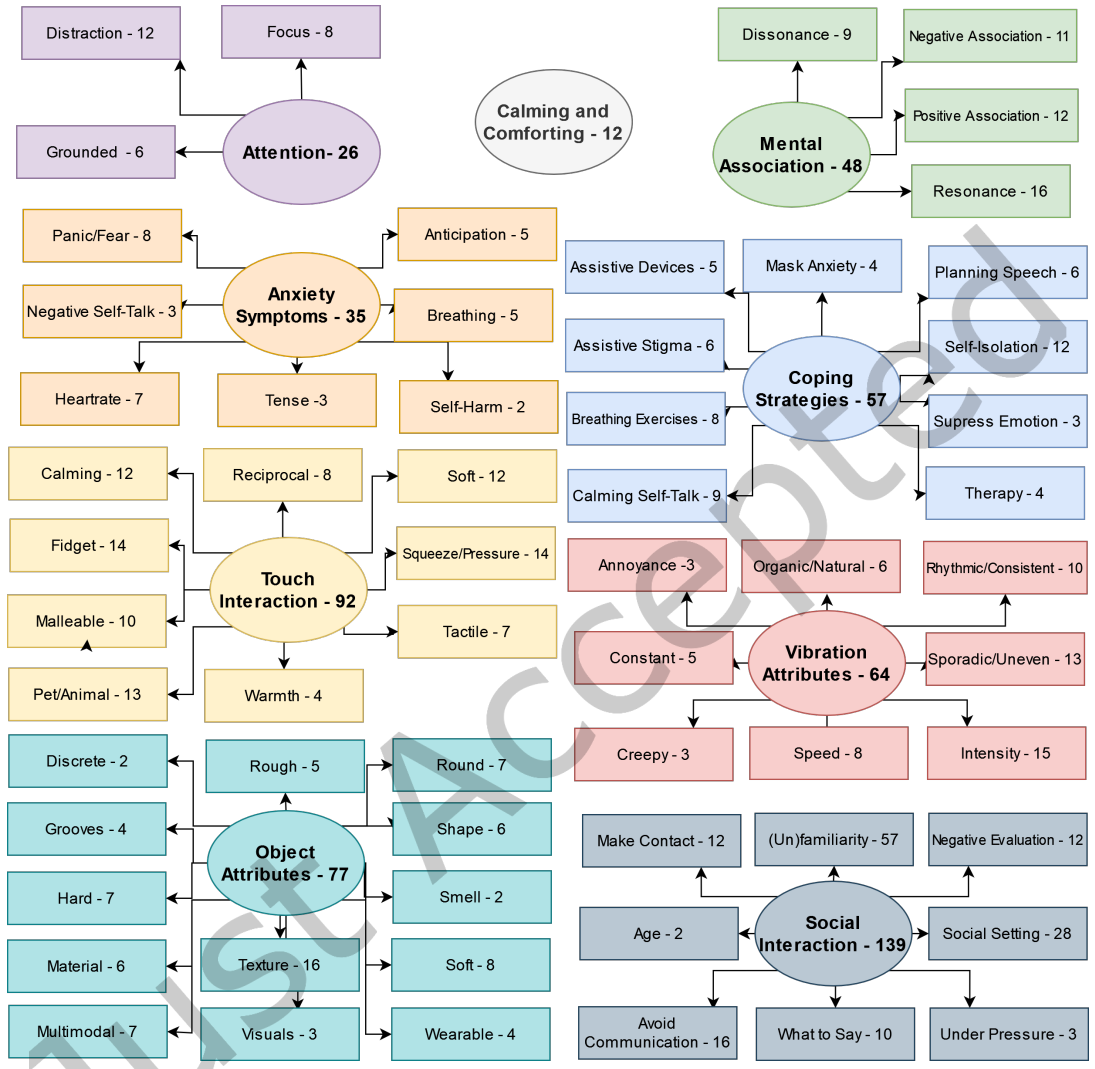 Distraction - 12
Focus - 8
Grounded - 6
Attention- 26
Calming and
Comforting - 12
Dissonance - 9
Negative Association - 11
Positive Association - 12
Resonance - 16
Mental
Association - 48
Panic/Fear - 8
Anticipation - 5
Negative Self-Talk - 3
Breathing - 5
Anxiety
Symptoms - 35
Heartrate - 7
Tense -3
Self-Harm - 2
Assistive Devices - 5
Mask Anxiety - 4
Planning Speech - 6
Assistive Stigma - 6
Self-Isolation - 12
Coping
Strategies - 57
Breathing Exercises - 8
Supress Emotion - 3
Calming Self-Talk - 9
Therapy - 4
Calming - 12
Reciprocal - 8
Soft - 12
Fidget - 14
Squeeze/Pressure - 14
Touch
Interaction - 92
Malleable - 10
Tactile - 7
Pet/Animal - 13
Warmth - 4
Annoyance -3
Organic/Natural - 6
Rhythmic/Consistent - 10
Constant - 5
Vibration
Attributes - 64
Sporadic/Uneven - 13
Creepy - 3
Speed - 8
Intensity - 15
Discrete - 2
Rough - 5
Round - 7
Grooves - 4
Shape - 6
Object
Attributes - 77
Hard - 7
Smell - 2
Material - 6
Texture - 16
Soft - 8
Multimodal - 7
Visuals - 3
Wearable - 4
Make Contact - 12
(Un)familiarity - 57
Negative Evaluation - 12
Age - 2
Social
Interaction - 139
Social Setting - 28
Avoid
Communication - 16
What to Say - 10
Under Pressure - 3
Just Accepted